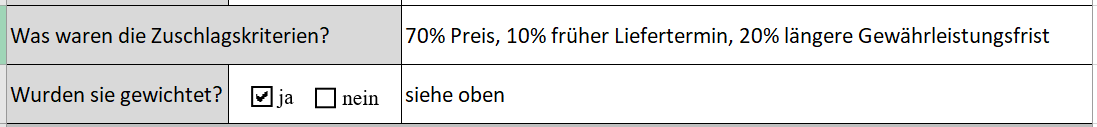 Was waren die Zuschlagskriterien? 70% Preis, 10% früher Liefertermin, 20% längere Gewährleistungsfrist
Wurden sie gewichtet? ja nein siehe oben